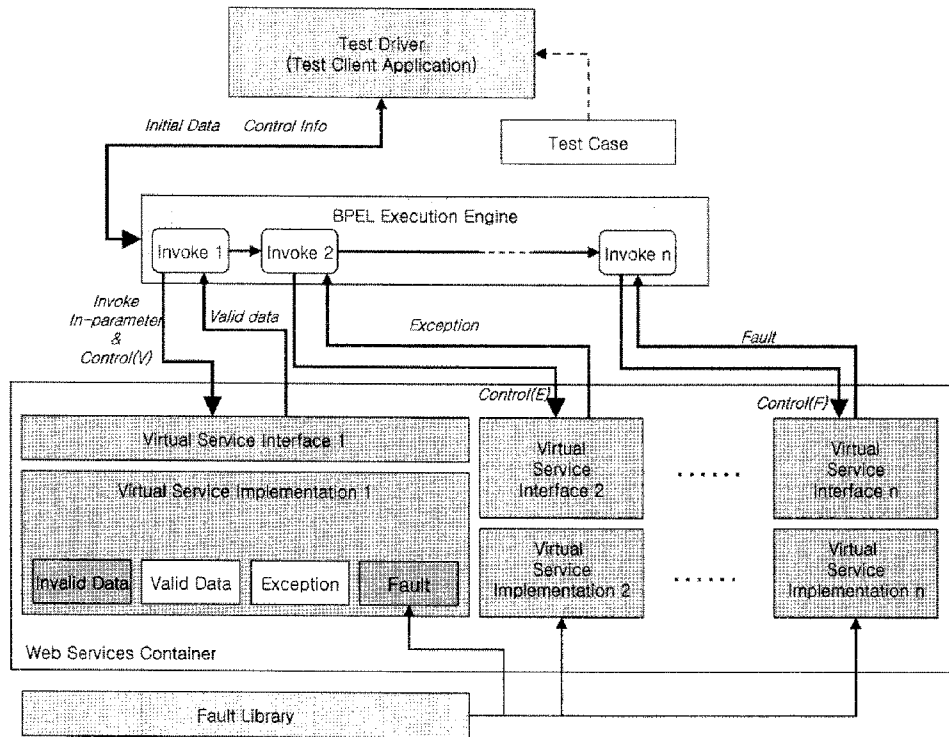 Test Driver
(Test Client Application)
Initial Data Control Info
Test Case
BPEL Execution Engine
Invoke 1
Invoke 2
Invoke n
Invoke
In-parameter
&
Control(V)
Valid data
Exception
Fault
Control(E)
Control(F)
Virtual Service Interface 1
Virtual
Service
Interface 2
......
Virtual
Service
Interface n
Virtual Service Implementation 1
Invalid Data
Valid Data
Exception
Fault
Virtual
Service
Implementation 2
......
Virtual
Service
Implementation n
Web Services Container
Fault Library